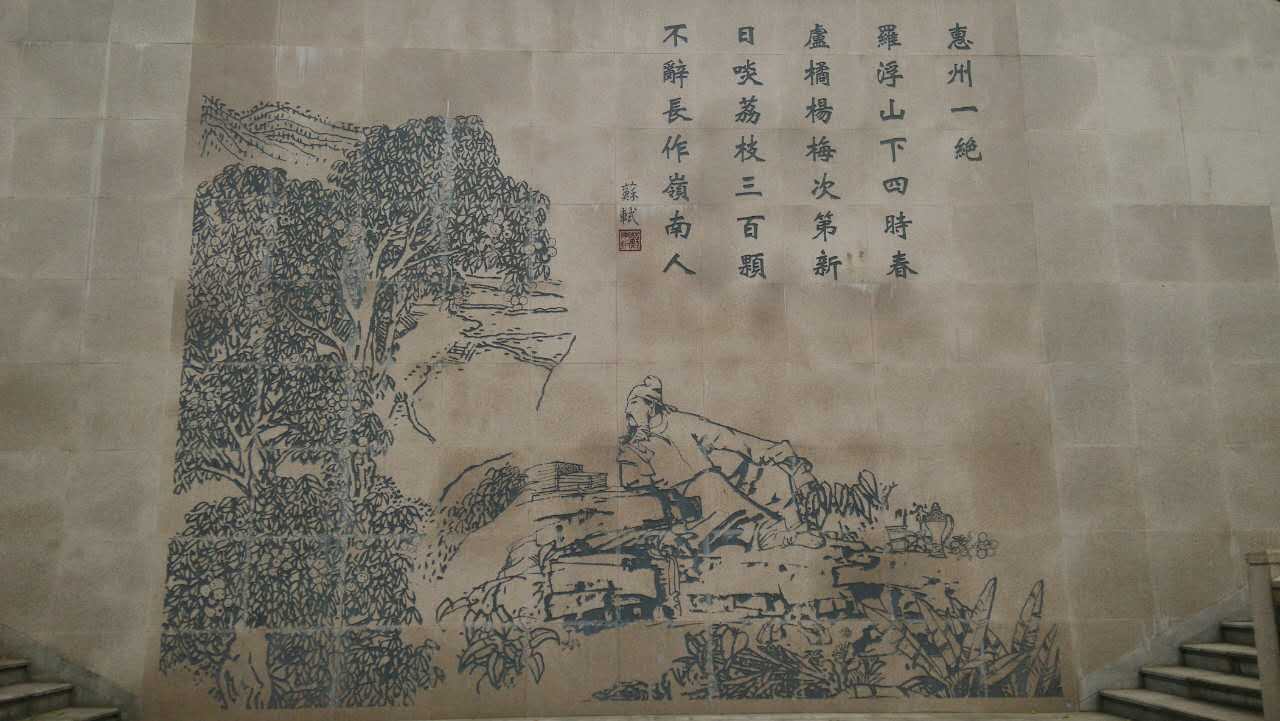 惠州一絶
羅浮山下四時春
盧橘楊梅次第新
日啖荔枝三百顆
不辭長作嶺南人
蘇軾